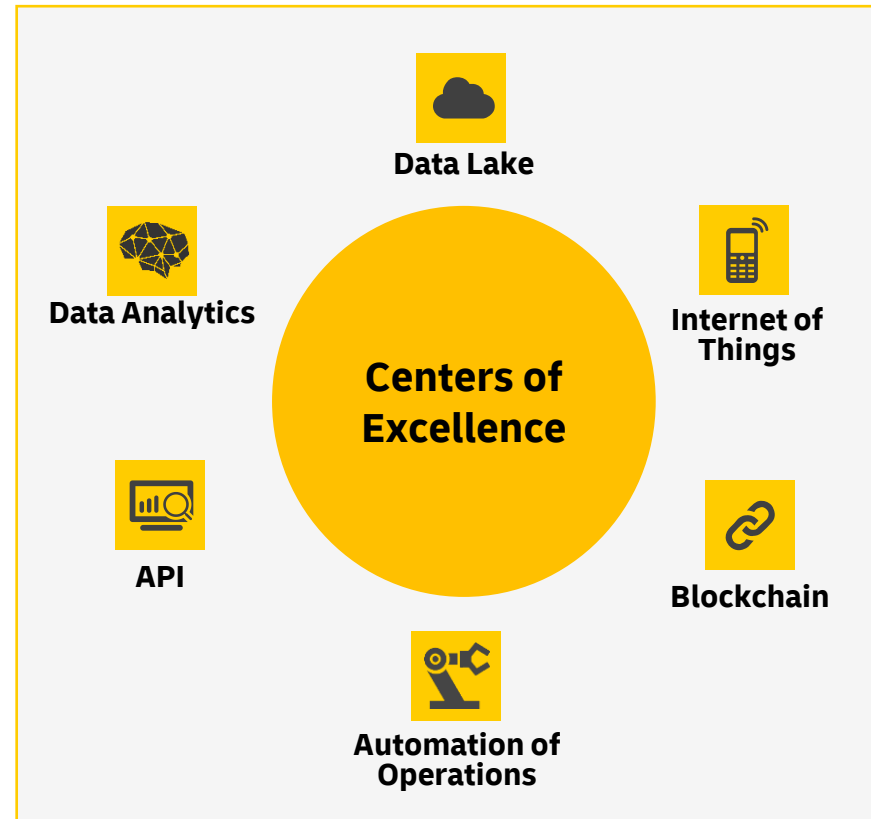 Data Lake
Data Analytics
Internet of
Things
Centers of
Excellence
API
Blockchain
Automation of
Operations